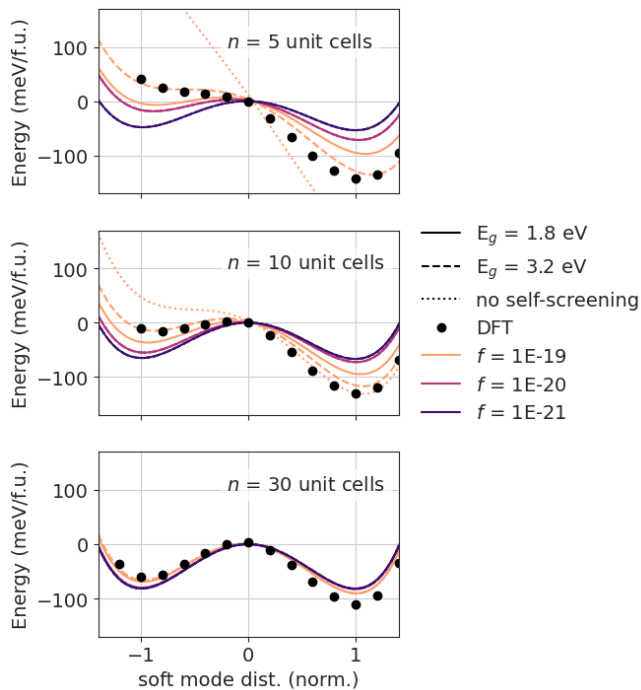 Energy (meV/f.u.)
100
0
−100
n = 5 unit cells
Energy (meV/f.u.)
100
0
−100
n = 10 unit cells
Energy (meV/f.u.)
100
0
−100
n = 30 unit cells
−1
0
1
soft mode dist. (norm.)
E_g = 1.8 eV
E_g = 3.2 eV
no self-screening
DFT
f = 1E-19
f = 1E-20
f = 1E-21